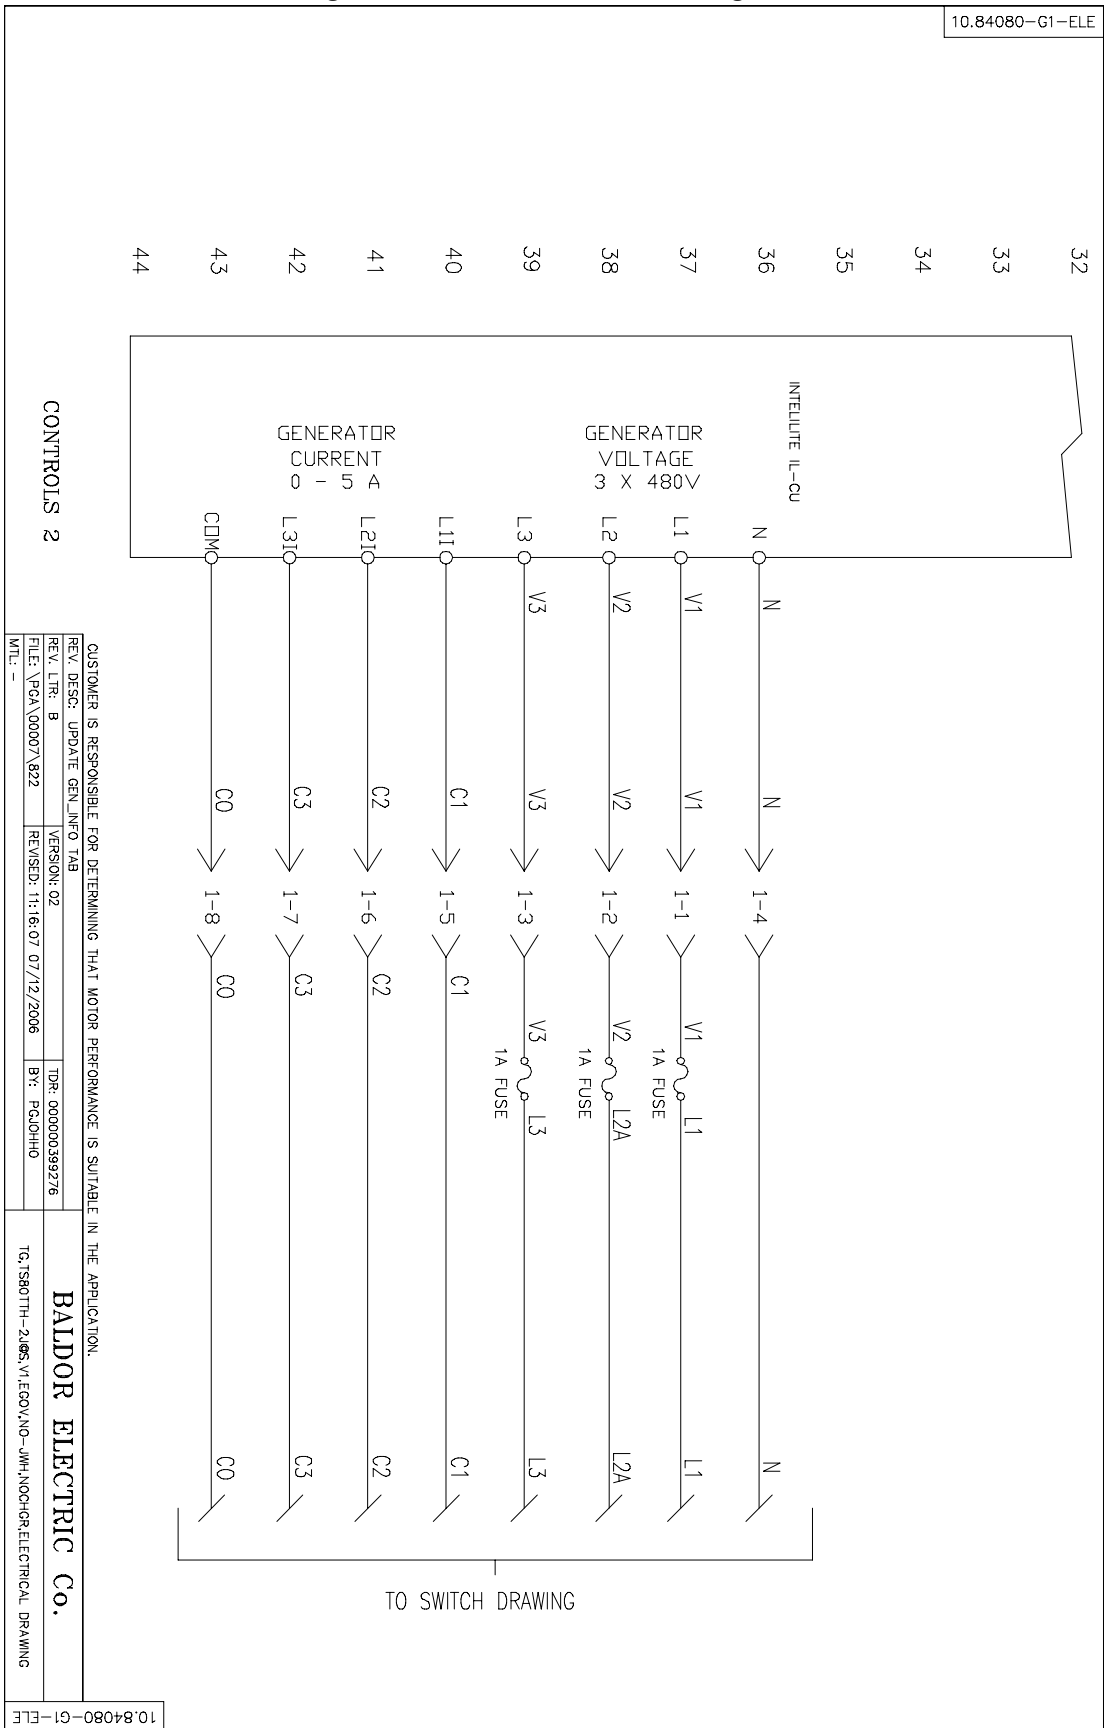 10.84080-G1-ELE
32
33
34
35
36
37
38
39
40
41
42
43
44
INTELILITE IL-CU
GENERATOR
VOLTAGE
3 X 480V
GENERATOR
CURRENT
0 - 5 A
N N N 1-4 N
L1 V1 V1 1-1 V1 1A FUSE L1 L1
L2 V2 V2 1-2 V2 1A FUSE L2A L2A
L3 V3 V3 1-3 V3 1A FUSE L3 L3
L1I C1 1-5 C1 C1
L2I C2 1-6 C2 C2
L3I C3 1-7 C3 C3
COM C0 1-8 C0 C0
TO SWITCH DRAWING
CONTROLS 2
CUSTOMER IS RESPONSIBLE FOR DETERMINING THAT MOTOR PERFORMANCE IS SUITABLE IN THE APPLICATION.
REV. DESC: UPDATE GEN_INFO TAB
REV. LTR: B VERSION: 02 TDR: 000000399276
FILE: \PGA\00007\822 REVISED: 11:16:07 07/12/2006 BY: PGJOHHO
MTL: -
BALDOR ELECTRIC Co.
TG,TS80TTH-2J@S,V1,EGOV,NO-JWH,NOCHGR,ELECTRICAL DRAWING
10.84080-G1-ELE